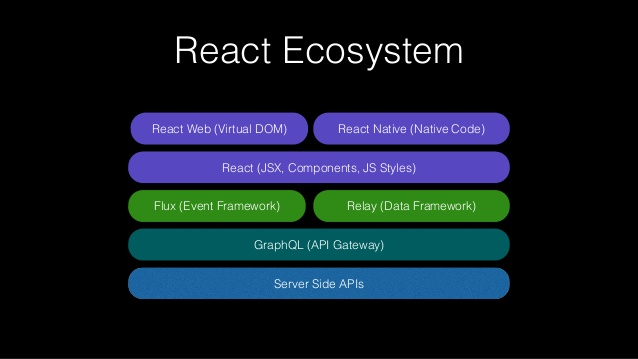 React Ecosystem
React Web (Virtual DOM)
React Native (Native Code)
React (JSX, Components, JS Styles)
Flux (Event Framework)
Relay (Data Framework)
GraphQL (API Gateway)
Server Side APIs